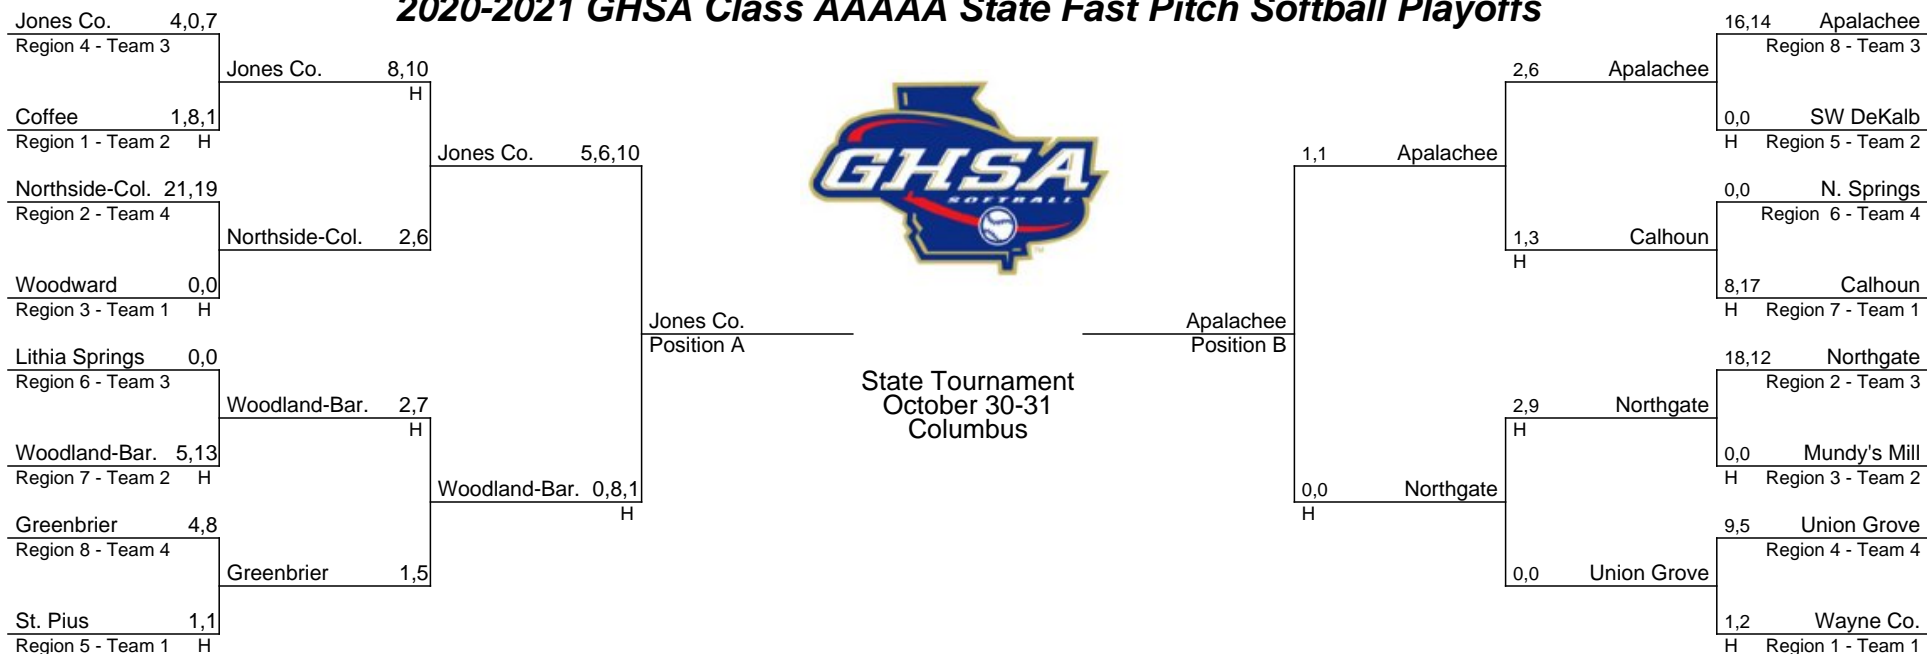 2020-2021 GHSA Class AAAAA State Fast Pitch Softball Playoffs
Jones Co. 4,0,7
Region 4 - Team 3
Coffee 1,8,1
Region 1 - Team 2 H
Northside-Col. 21,19
Region 2 - Team 4
Woodward 0,0
Region 3 - Team 1 H
Lithia Springs 0,0
Region 6 - Team 3
Woodland-Bar. 5,13
Region 7 - Team 2 H
Greenbrier 4,8
Region 8 - Team 4
St. Pius 1,1
Region 5 - Team 1 H
Jones Co. 8,10
H
Northside-Col. 2,6
Woodland-Bar. 2,7
H
Greenbrier 1,5
Jones Co. 5,6,10
Woodland-Bar. 0,8,1
H
Jones Co.
Position A
GHSA
SOFTBALL
TM
State Tournament
October 30-31
Columbus
Apalachee
Position B
1,1 Apalachee
0,0 Northgate
H
2,6 Apalachee
1,3 Calhoun
H
2,9 Northgate
H
0,0 Union Grove
16,14 Apalachee
Region 8 - Team 3
0,0 SW DeKalb
H Region 5 - Team 2
0,0 N. Springs
Region 6 - Team 4
8,17 Calhoun
H Region 7 - Team 1
18,12 Northgate
Region 2 - Team 3
0,0 Mundy's Mill
H Region 3 - Team 2
9,5 Union Grove
Region 4 - Team 4
1,2 Wayne Co.
H Region 1 - Team 1